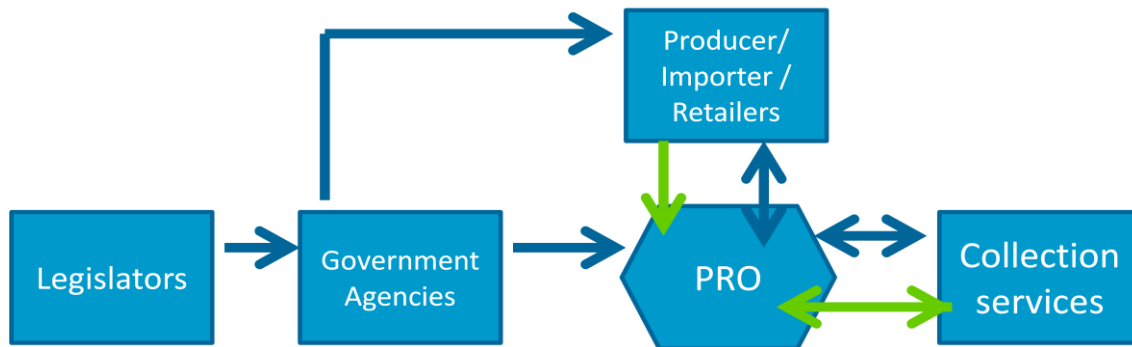 Producer/
Importer /
Retailers
Legislators
Government
Agencies
PRO
Collection
services